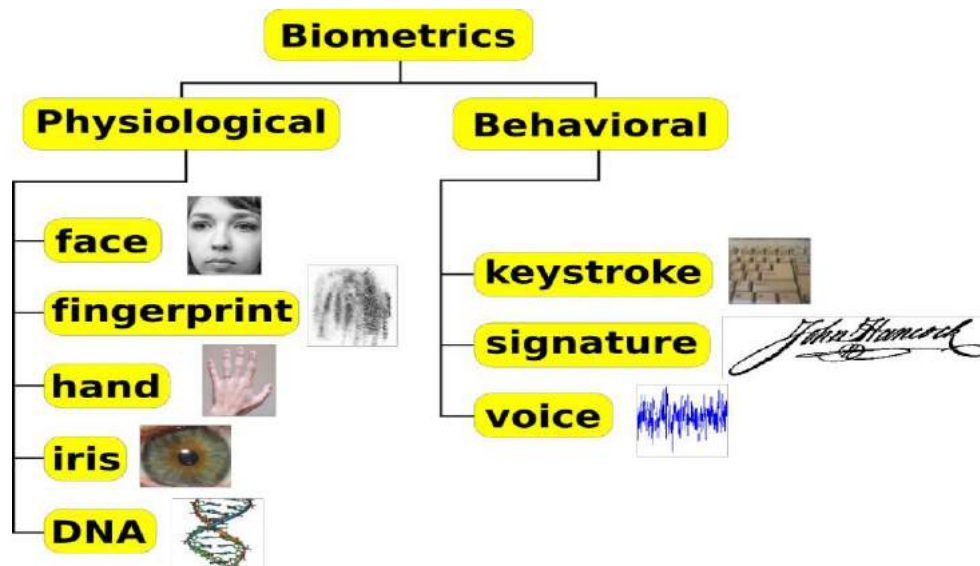 Biometrics
Physiological
Behavioral
face
fingerprint
hand
iris
DNA
keystroke
signature
John Hancock
voice